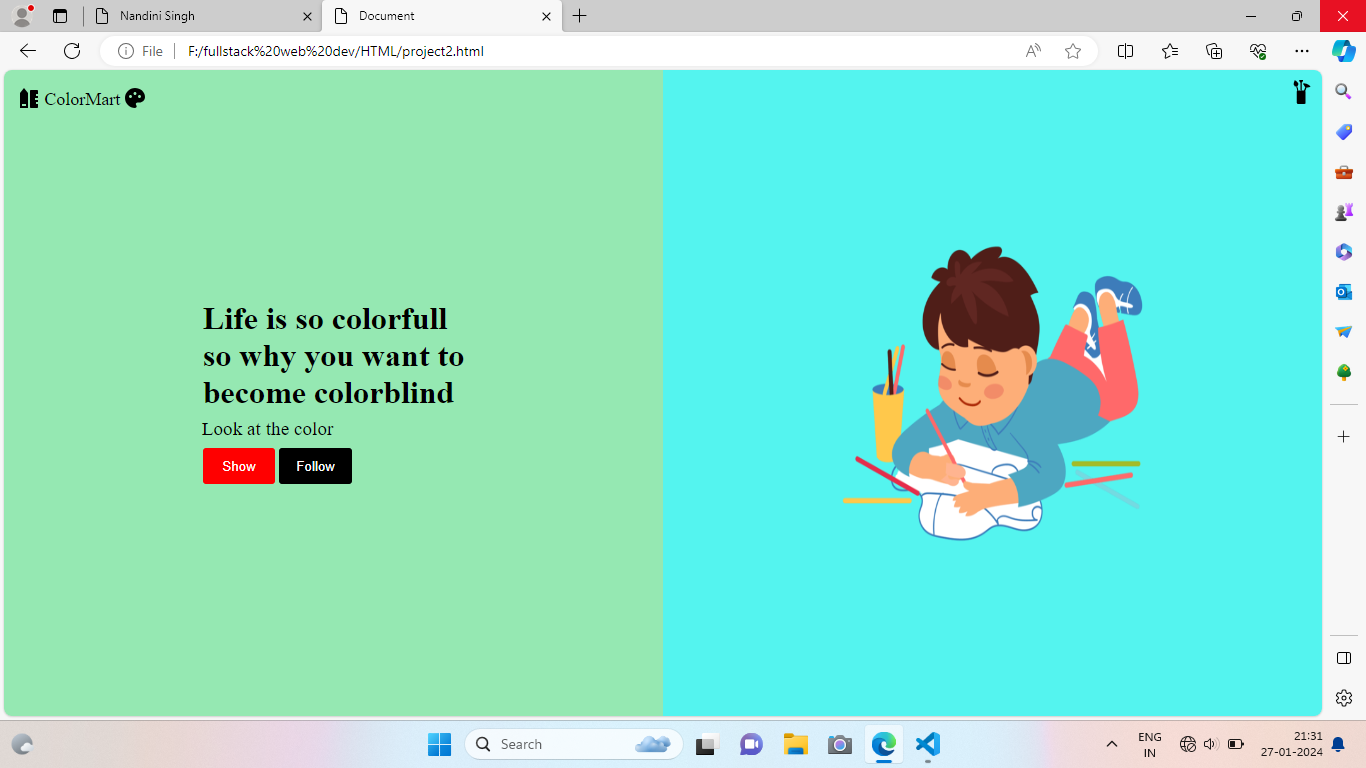 Nandini Singh
Document
File
F:/fullstack%20web%20dev/HTML/project2.html
ColorMart
Life is so colorfull
so why you want to
become colorblind
Look at the color
Show
Follow
Search
ENG
IN
21:31
27-01-2024